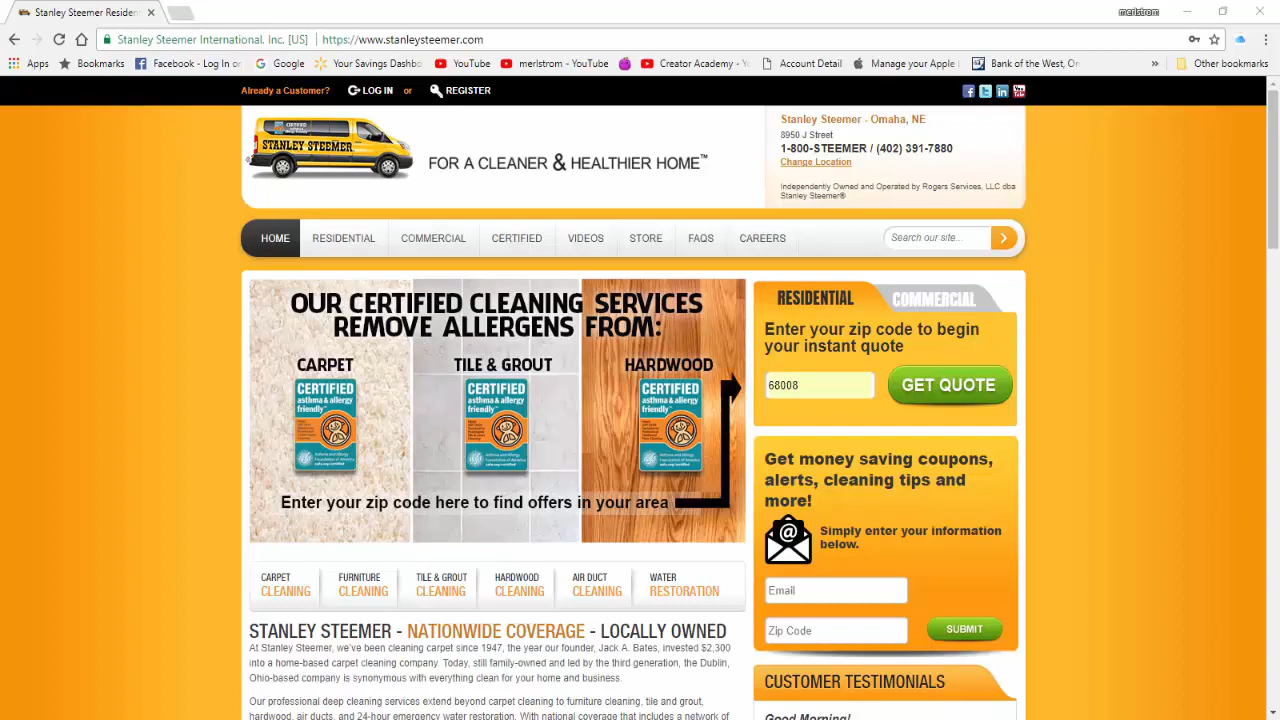 Stanley Steemer Resident
merlstrom
Stanley Steemer International. Inc. [US] https://www.stanleysteemer.com
Apps Bookmarks Facebook - Log In or Google Your Savings Dashbo YouTube merlstrom - YouTube Creator Academy - Y Account Detail Manage your Apple I Bank of the West, On » Other bookmarks
Already a Customer? LOG IN or REGISTER
STANLEY STEEMER
FOR A CLEANER & HEALTHIER HOME™
Stanley Steemer - Omaha, NE
8950 J Street
1-800-STEEMER / (402) 391-7880
Change Location
Independently Owned and Operated by Rogers Services, LLC dba
Stanley Steemer®
HOME RESIDENTIAL COMMERCIAL CERTIFIED VIDEOS STORE FAQS CAREERS Search our site...
OUR CERTIFIED CLEANING SERVICES
REMOVE ALLERGENS FROM:
CARPET TILE & GROUT HARDWOOD
CERTIFIED CERTIFIED CERTIFIED
asthma & allergy asthma & allergy asthma & allergy
friendly™ friendly™ friendly™
Enter your zip code here to find offers in your area
RESIDENTIAL COMMERCIAL
Enter your zip code to begin
your instant quote
68008 GET QUOTE
Get money saving coupons,
alerts, cleaning tips and
more!
@ Simply enter your information
below.
Email
Zip Code SUBMIT
CUSTOMER TESTIMONIALS
Good Morning!
CARPET FURNITURE TILE & GROUT HARDWOOD AIR DUCT WATER
CLEANING CLEANING CLEANING CLEANING CLEANING RESTORATION
STANLEY STEEMER - NATIONWIDE COVERAGE - LOCALLY OWNED
At Stanley Steemer, we've been cleaning carpet since 1947, the year our founder, Jack A. Bates, invested $2,300
into a home-based carpet cleaning company. Today, still family-owned and led by the third generation, the Dublin,
Ohio-based company is synonymous with everything clean for your home and business.
Our professional deep cleaning services extend beyond carpet cleaning to furniture cleaning, tile and grout,
hardwood, air ducts, and 24-hour emergency water restoration. With national coverage that includes a network of